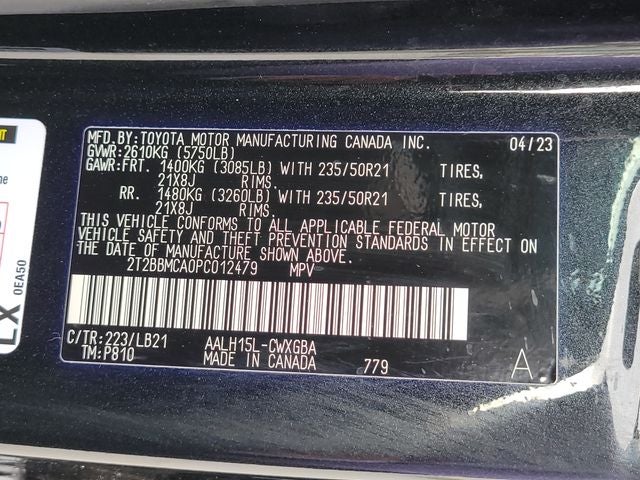 MFD. BY: TOYOTA MOTOR MANUFACTURING CANADA INC. 04/23
GVWR: 2610KG (5750LB)
GAWR: FRT. 1400KG (3085LB) WITH 235/50R21 TIRES,
21X8J RIMS.
RR. 1480KG (3260LB) WITH 235/50R21 TIRES,
21X8J RIMS.
THIS VEHICLE CONFORMS TO ALL APPLICABLE FEDERAL MOTOR
VEHICLE SAFETY AND THEFT PREVENTION STANDARDS IN EFFECT ON
THE DATE OF MANUFACTURE SHOWN ABOVE.
2T2BBMCA0PC012479 MPV
C/TR: 223/LB21 AALH15L-CWXGBA
TM: P810 MADE IN CANADA 779 A
0EA50